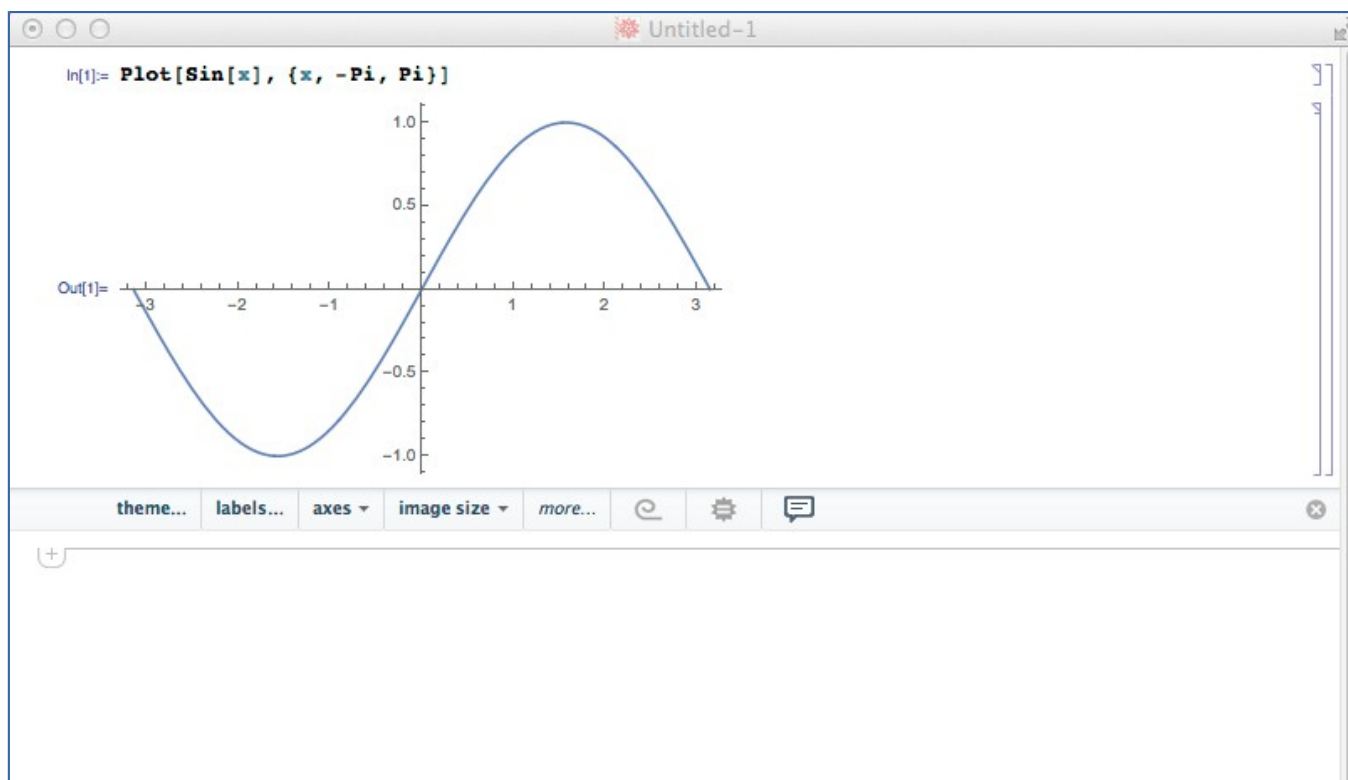 Untitled-1
In[1]:= Plot[Sin[x], {x, -Pi, Pi}]
1.0
0.5
Out[1]=
-3 -2 -1 1 2 3
-0.5
-1.0
theme... labels... axes image size more...